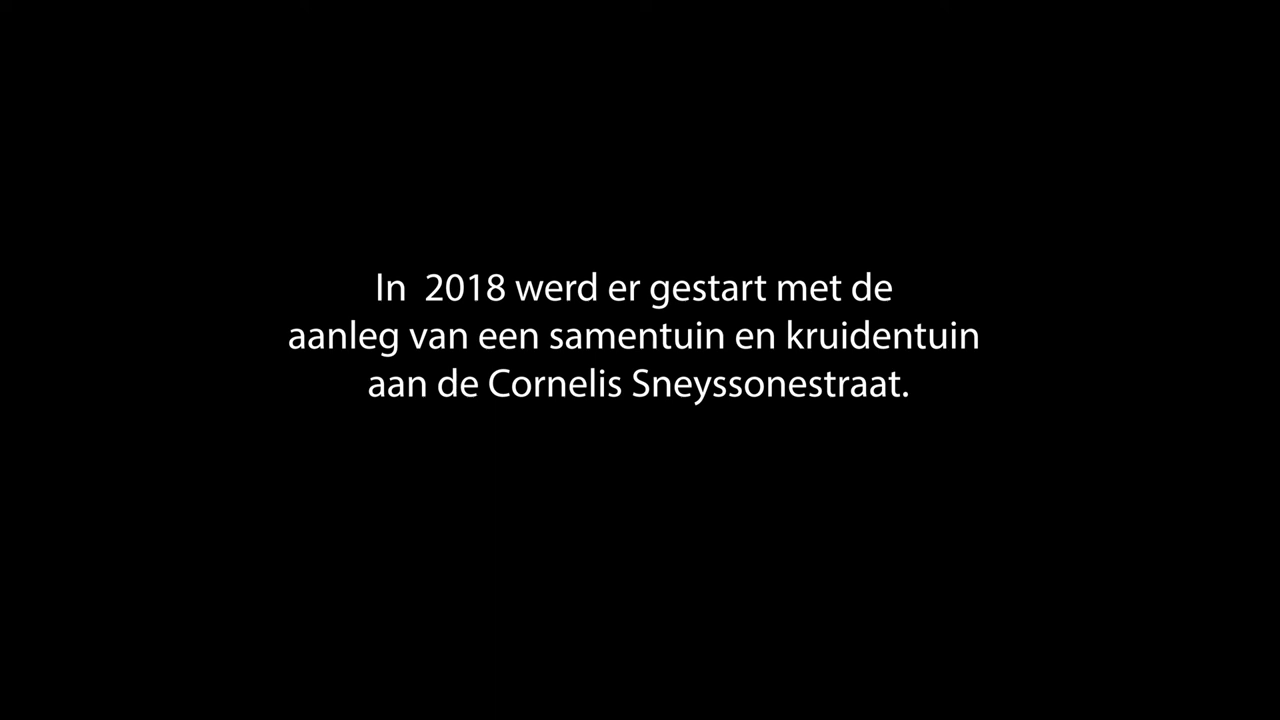 In  2018 werd er gestart met de
aanleg van een samentuin en kruidentuin
aan de Cornelis Sneyssonestraat.